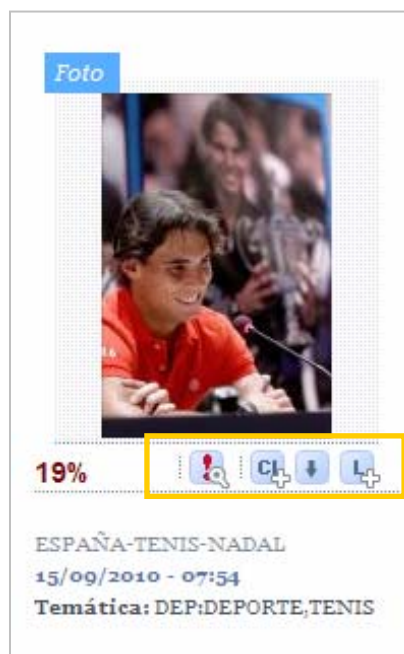 Foto
19% CL L
ESPAÑA-TENIS-NADAL
15/09/2010 - 07:54
Temática: DEP:DEPORTE,TENIS